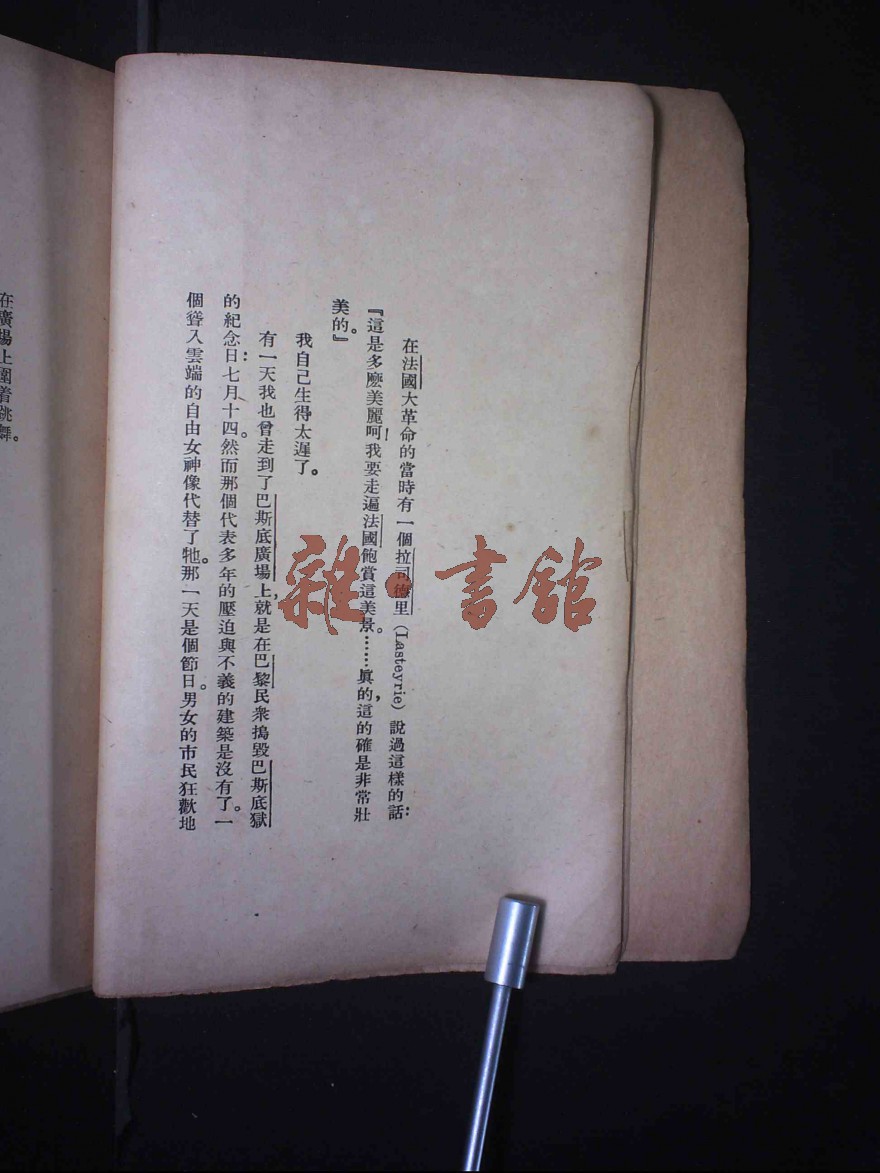 在法國大革命的當時有一個拉司德里(Lasteyrie)說過這樣的話：
『這是多麼美麗呵！我要走遍法國飽賞這美景。……眞的，這的確是非常壯
美的。』
我自己生得太遲了。
有一天我也曾走到了巴斯底廣場上，就是在巴黎民衆搗毀巴斯底獄
的紀念日：七月十四。然而那個代表多年的壓迫與不義的建築是沒有了。一
個聳入雲端的自由女神像代替了牠。那一天是個節日。男女的市民狂歡地
在廣場上圍着跳舞。
雜·書館